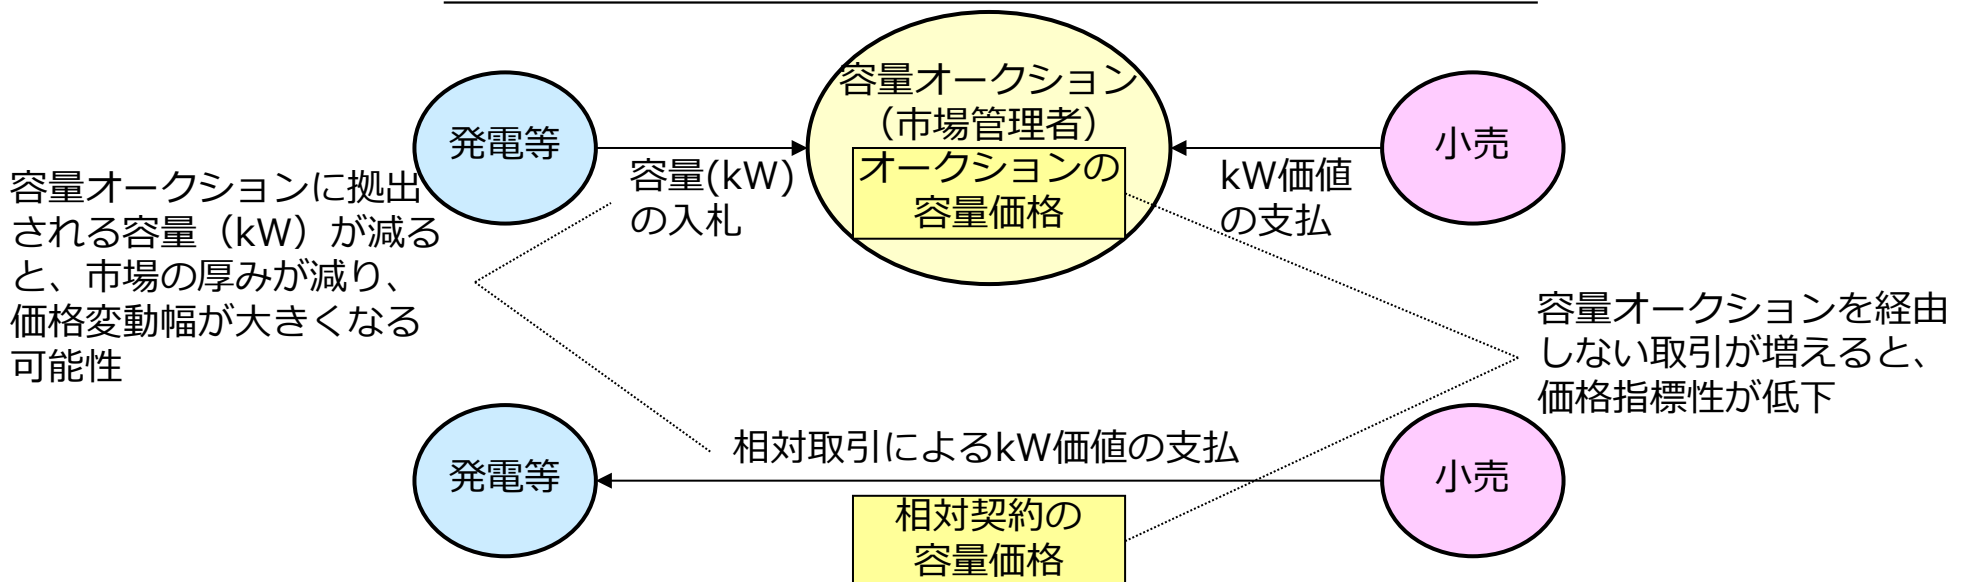 容量オークション
（市場管理者）
オークションの
容量価格
発電等
小売
容量(kW)
の入札
kW価値
の支払
容量オークションに拠出
される容量（kW）が減る
と、市場の厚みが減り、
価格変動幅が大きくなる
可能性
容量オークションを経由
しない取引が増えると、
価格指標性が低下
相対取引によるkW価値の支払
発電等
小売
相対契約の
容量価格